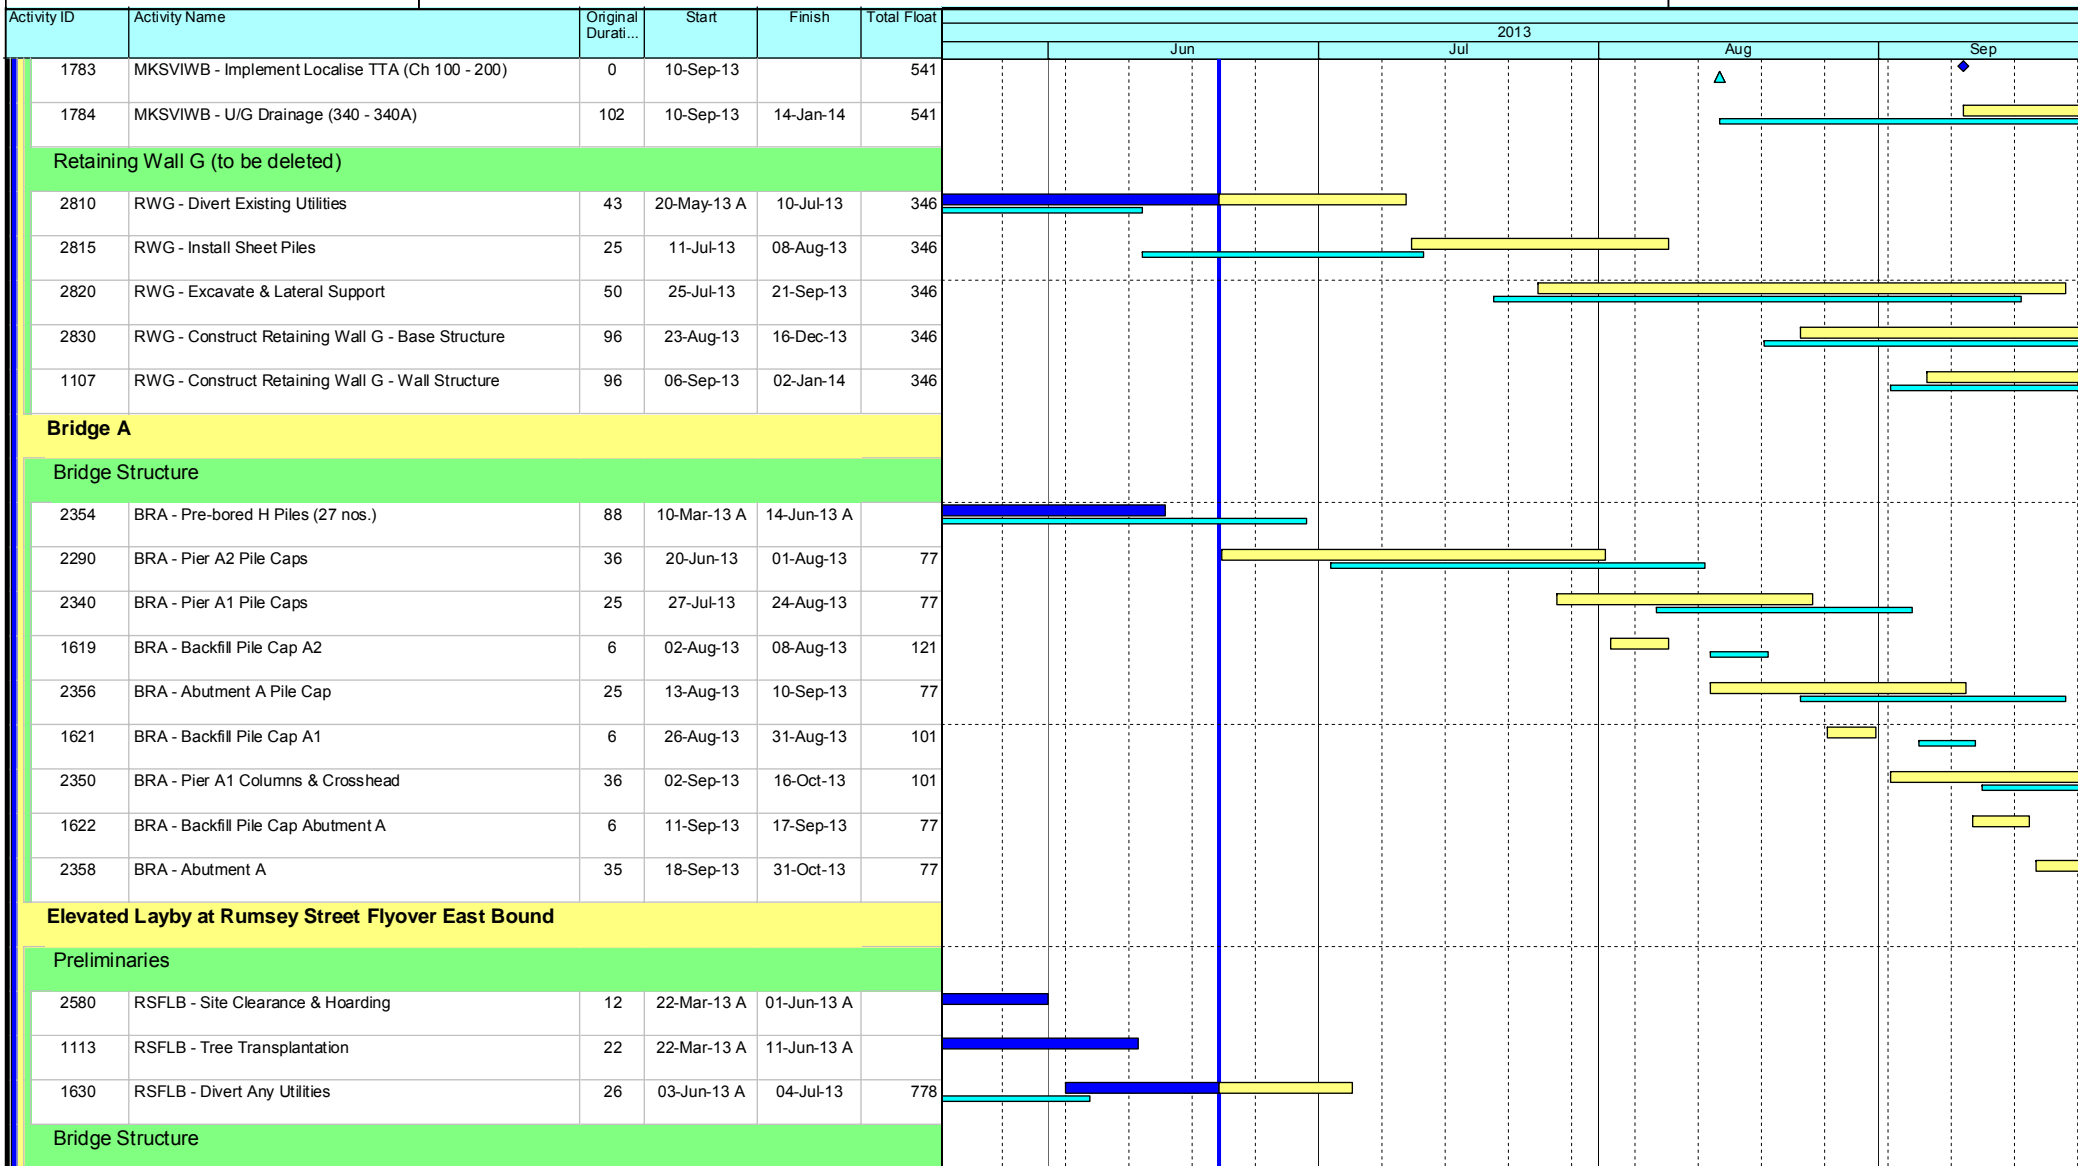 Activity ID Activity Name Original Durati... Start Finish Total Float
2013
Jun Jul Aug Sep
1783 MKSVIWB - Implement Localise TTA (Ch 100 - 200) 0 10-Sep-13 541
1784 MKSVIWB - U/G Drainage (340 - 340A) 102 10-Sep-13 14-Jan-14 541
Retaining Wall G (to be deleted)
2810 RWG - Divert Existing Utilities 43 20-May-13 A 10-Jul-13 346
2815 RWG - Install Sheet Piles 25 11-Jul-13 08-Aug-13 346
2820 RWG - Excavate & Lateral Support 50 25-Jul-13 21-Sep-13 346
2830 RWG - Construct Retaining Wall G - Base Structure 96 23-Aug-13 16-Dec-13 346
1107 RWG - Construct Retaining Wall G - Wall Structure 96 06-Sep-13 02-Jan-14 346
Bridge A
Bridge Structure
2354 BRA - Pre-bored H Piles (27 nos.) 88 10-Mar-13 A 14-Jun-13 A
2290 BRA - Pier A2 Pile Caps 36 20-Jun-13 01-Aug-13 77
2340 BRA - Pier A1 Pile Caps 25 27-Jul-13 24-Aug-13 77
1619 BRA - Backfill Pile Cap A2 6 02-Aug-13 08-Aug-13 121
2356 BRA - Abutment A Pile Cap 25 13-Aug-13 10-Sep-13 77
1621 BRA - Backfill Pile Cap A1 6 26-Aug-13 31-Aug-13 101
2350 BRA - Pier A1 Columns & Crosshead 36 02-Sep-13 16-Oct-13 101
1622 BRA - Backfill Pile Cap Abutment A 6 11-Sep-13 17-Sep-13 77
2358 BRA - Abutment A 35 18-Sep-13 31-Oct-13 77
Elevated Layby at Rumsey Street Flyover East Bound
Preliminaries
2580 RSFLB - Site Clearance & Hoarding 12 22-Mar-13 A 01-Jun-13 A
1113 RSFLB - Tree Transplantation 22 22-Mar-13 A 11-Jun-13 A
1630 RSFLB - Divert Any Utilities 26 03-Jun-13 A 04-Jul-13 778
Bridge Structure